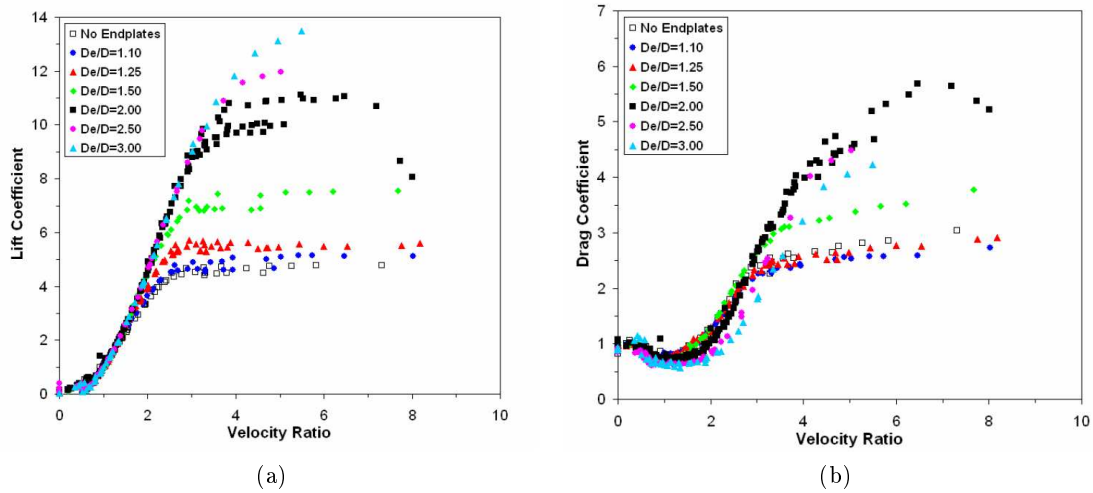 14
12
10
8
6
4
2
0
Lift Coefficient
No Endplates
De/D=1.10
De/D=1.25
De/D=1.50
De/D=2.00
De/D=2.50
De/D=3.00
0 2 4 6 8 10
Velocity Ratio
(a)
7
6
5
4
3
2
1
0
Drag Coefficient
No Endplates
De/D=1.10
De/D=1.25
De/D=1.50
De/D=2.00
De/D=2.50
De/D=3.00
0 2 4 6 8 10
Velocity Ratio
(b)